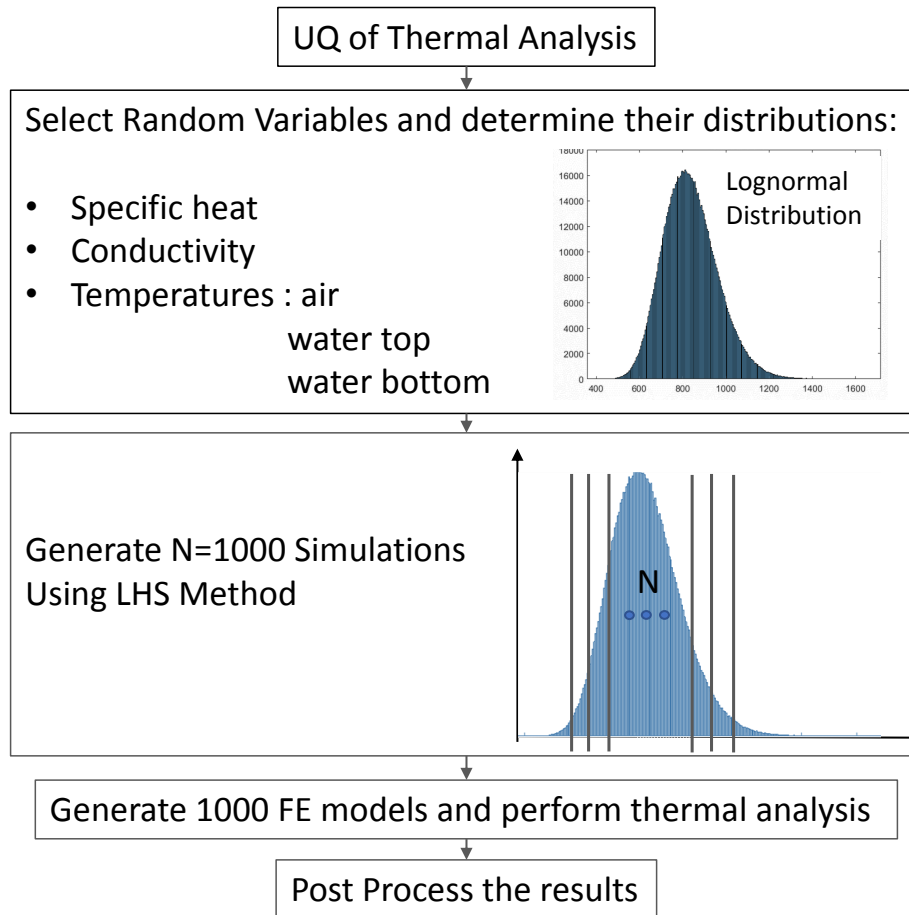 UQ of Thermal Analysis
Select Random Variables and determine their distributions:
• Specific heat
• Conductivity
• Temperatures : air
water top
water bottom
18000
16000
14000
12000
10000
8000
6000
4000
2000
0
400 600 800 1000 1200 1400 1600
Lognormal
Distribution
Generate N=1000 Simulations
Using LHS Method
N
Generate 1000 FE models and perform thermal analysis
Post Process the results